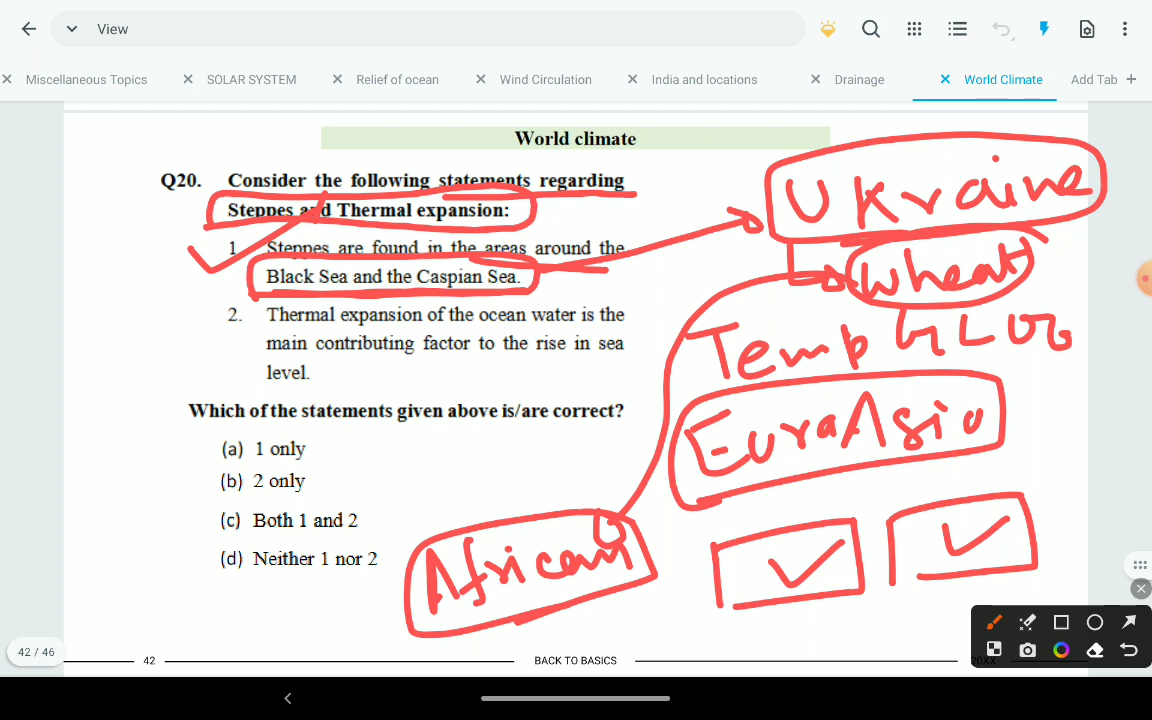 View
Miscellaneous Topics
SOLAR SYSTEM
Relief of ocean
Wind Circulation
India and locations
Drainage
World Climate
Add Tab +
World climate
Q20. Consider the following statements regarding
Steppes and Thermal expansion:
1. Steppes are found in the areas around the
Black Sea and the Caspian Sea.
2. Thermal expansion of the ocean water is the
main contributing factor to the rise in sea
level.
Which of the statements given above is/are correct?
(a) 1 only
(b) 2 only
(c) Both 1 and 2
(d) Neither 1 nor 2
Ukraine
Wheat
Temp
EuraAsia
African
42 / 46
42
BACK TO BASICS
20XX